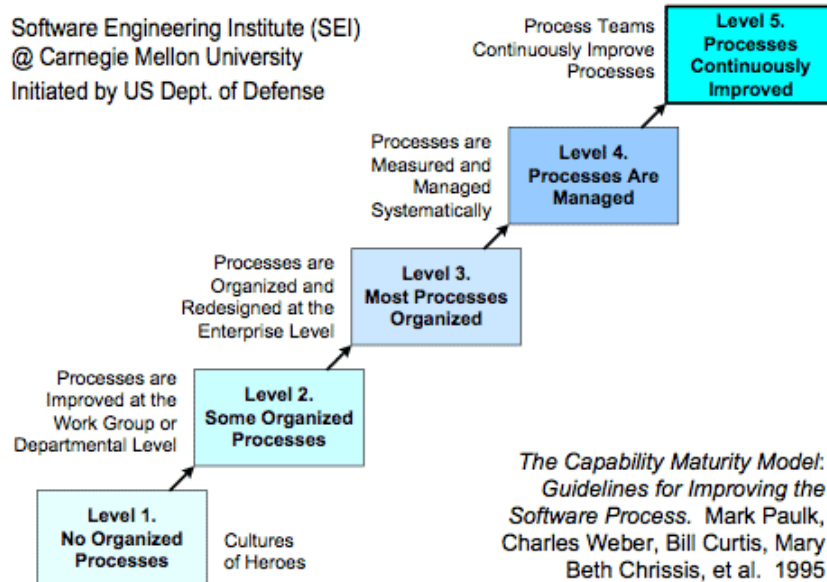 Software Engineering Institute (SEI)
@ Carnegie Mellon University
Initiated by US Dept. of Defense
Process Teams
Continuously Improve
Processes
Level 5.
Processes
Continuously
Improved
Processes are
Measured and
Managed
Systematically
Level 4.
Processes Are
Managed
Processes are
Organized and
Redesigned at the
Enterprise Level
Level 3.
Most Processes
Organized
Processes are
Improved at the
Work Group or
Departmental Level
Level 2.
Some Organized
Processes
Level 1.
No Organized
Processes
Cultures
of Heroes
The Capability Maturity Model:
Guidelines for Improving the
Software Process. Mark Paulk,
Charles Weber, Bill Curtis, Mary
Beth Chrissis, et al. 1995